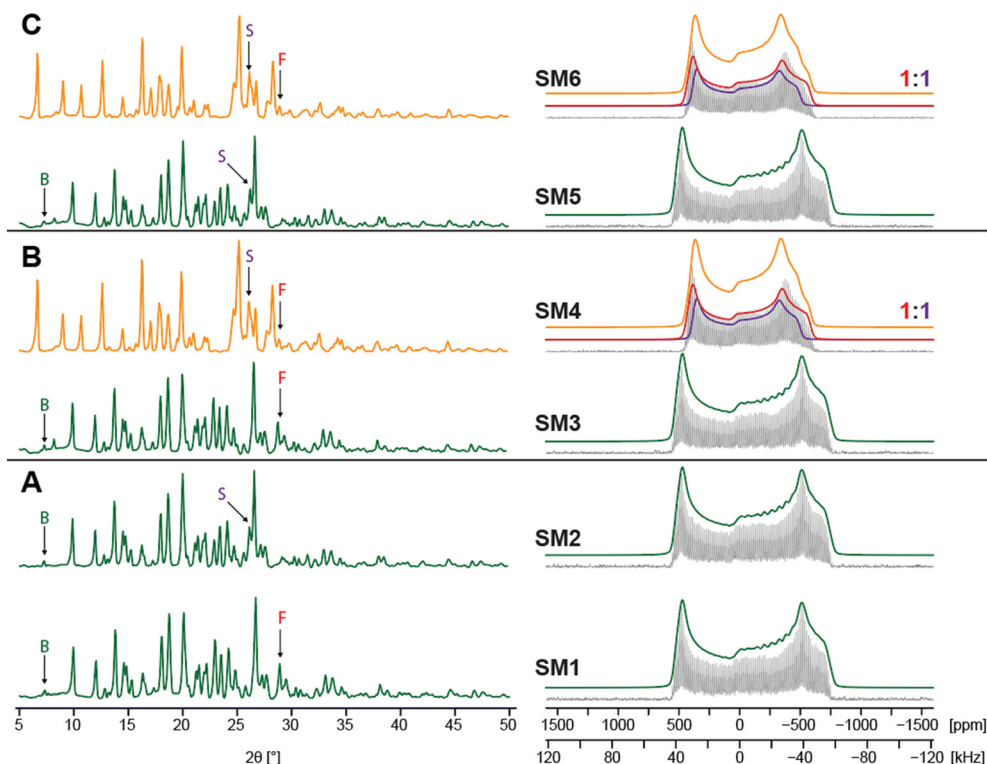 C
S
F
SM6
1:1
B
S
SM5
B
S
F
SM4
1:1
B
F
SM3
A
B
S
SM2
B
F
SM1
5 10 15 20 25 30 35 40 45 50
1500 1000 500 0 −500 −1000 −1500 [ppm]
2θ [°]
120 80 40 0 −40 −80 −120 [kHz]